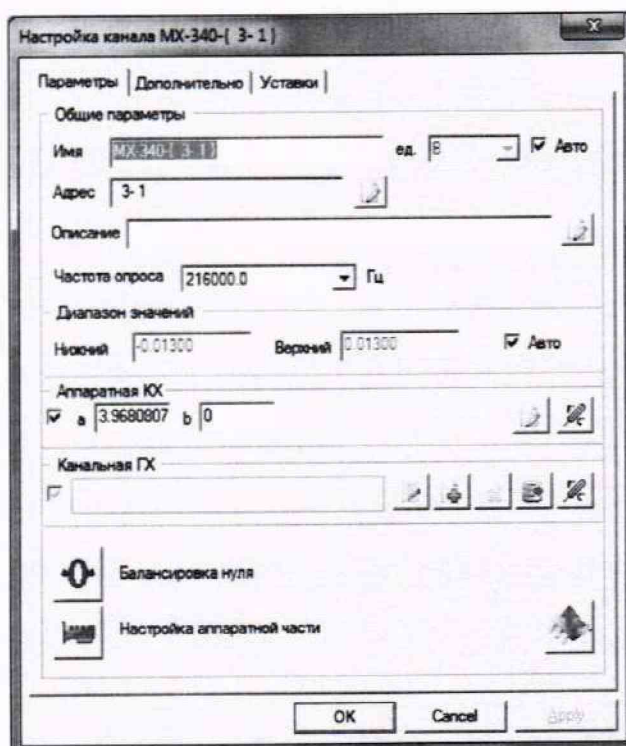 Настройка канала MX-340-{ 3- 1 }
Параметры Дополнительно Уставки
Общие параметры
Имя MX-340-{ 3- 1 } ед. В Авто
Адрес 3- 1
Описание
Частота опроса 216000.0 Гц
Диапазон значений
Нижний -0.01300 Верхний 0.01300 Авто
Аппаратная КХ
a 3.9680807 b 0
Канальная ГХ
Балансировка нуля
Настройка аппаратной части
OK Cancel Apply